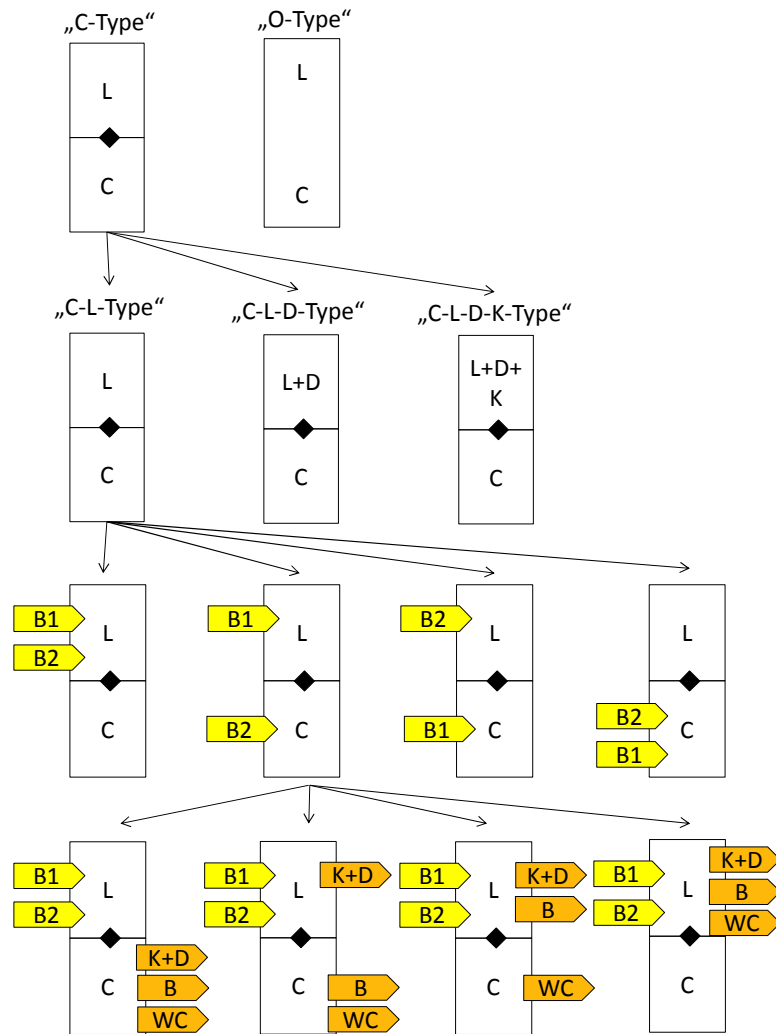 „C-Type“ „O-Type“
L L
C C
„C-L-Type“ „C-L-D-Type“ „C-L-D-K-Type“
L L+D L+D+
K
C C C
B1 L B1 L B2 L L
B2
C B2 C B1 C B2 C
B1
B1 L B1 L K+D B1 L K+D B1 L K+D
B2 B2 B2 B B2 B
WC
C K+D C C C
B B WC
WC WC